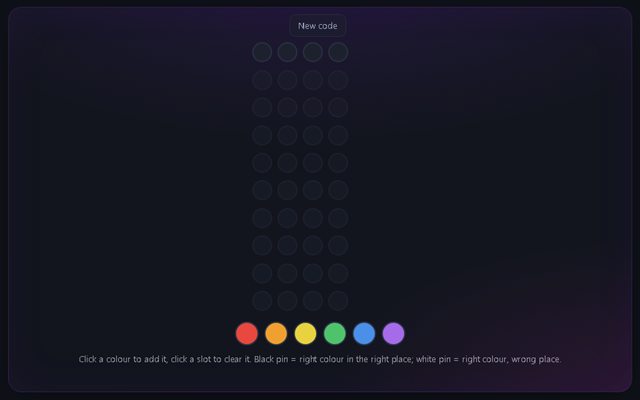 New code
Click a colour to add it, click a slot to clear it. Black pin = right colour in the right place; white pin = right colour, wrong place.